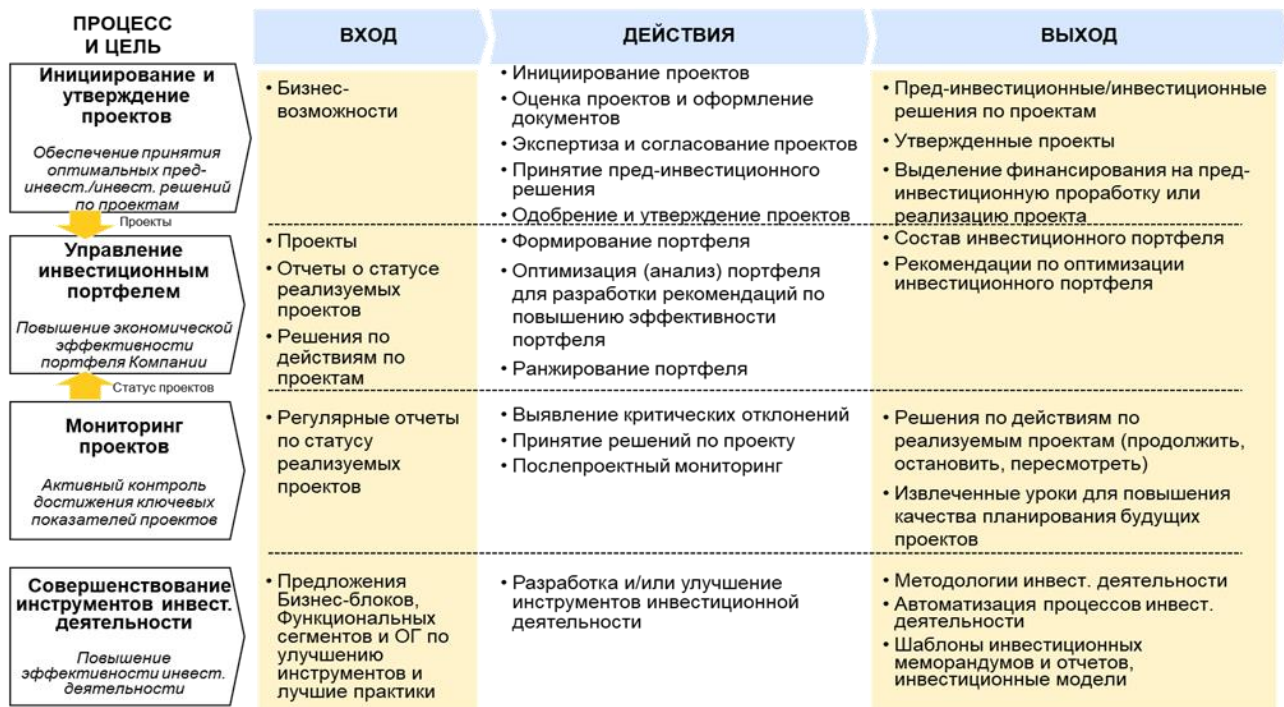 ПРОЦЕСС
И ЦЕЛЬ
ВХОД
ДЕЙСТВИЯ
ВЫХОД
Инициирование и
утверждение
проектов
Обеспечение принятия
оптимальных пред-
инвест./инвест. решений
по проектам
• Бизнес-
возможности
• Инициирование проектов
• Оценка проектов и оформление
документов
• Экспертиза и согласование проектов
• Принятие пред-инвестиционного
решения
• Одобрение и утверждение проектов
• Пред-инвестиционные/инвестиционные
решения по проектам
• Утвержденные проекты
• Выделение финансирования на пред-
инвестиционную проработку или
реализацию проекта
Проекты
Управление
инвестиционным
портфелем
Повышение экономической
эффективности
портфеля Компании
• Проекты
• Отчеты о статусе
реализуемых
проектов
• Решения по
действиям по
проектам
• Формирование портфеля
• Оптимизация (анализ) портфеля
для разработки рекомендаций по
повышению эффективности
портфеля
• Ранжирование портфеля
• Состав инвестиционного портфеля
• Рекомендации по оптимизации
инвестиционного портфеля
Статус проектов
Мониторинг
проектов
Активный контроль
достижения ключевых
показателей проектов
• Регулярные отчеты
по статусу
реализуемых
проектов
• Выявление критических отклонений
• Принятие решений по проекту
• Послепроектный мониторинг
• Решения по действиям по
реализуемым проектам (продолжить,
остановить, пересмотреть)
• Извлеченные уроки для повышения
качества планирования будущих
проектов
Совершенствование
инструментов инвест.
деятельности
Повышение
эффективности инвест.
деятельности
• Предложения
Бизнес-блоков,
Функциональных
сегментов и ОГ по
улучшению
инструментов и
лучшие практики
• Разработка и/или улучшение
инструментов инвестиционной
деятельности
• Методологии инвест. деятельности
• Автоматизация процессов инвест.
деятельности
• Шаблоны инвестиционных
меморандумов и отчетов,
инвестиционные модели